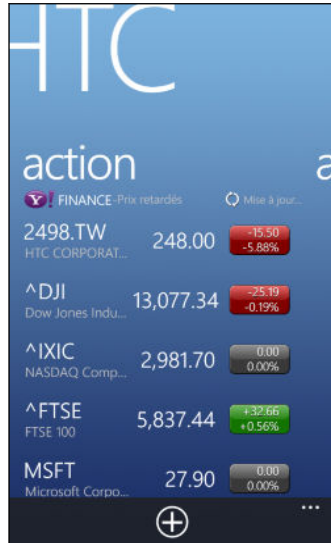 HTC
action
Y! FINANCE-Prix retardés Mise à jour...
2498.TW 248.00 -15.50
HTC CORPORAT... -5.88%
^DJI 13,077.34 -25.19
Dow Jones Indu... -0.19%
^IXIC 2,981.70 0.00
NASDAQ Comp... 0.00%
^FTSE 5,837.44 +32.66
FTSE 100 +0.56%
MSFT 27.90 0.00
Microsoft Corpo... 0.00%